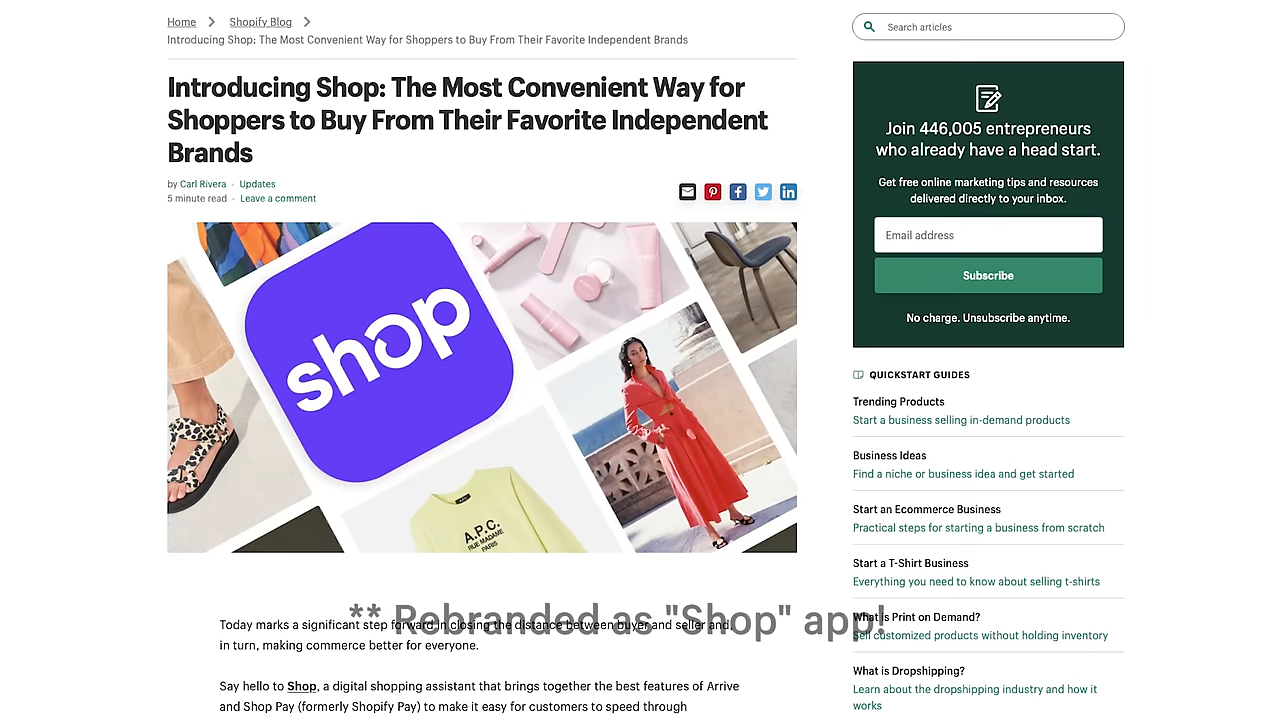 Home > Shopify Blog >
Introducing Shop: The Most Convenient Way for Shoppers to Buy From Their Favorite Independent Brands
Introducing Shop: The Most Convenient Way for
Shoppers to Buy From Their Favorite Independent
Brands
by Carl Rivera Updates
5 minute read Leave a comment
shop
A.P.C.
RUE MADAME
PARIS
Today marks a significant step forward in closing the distance between buyer and seller and,
in turn, making commerce better for everyone.
** Rebranded as "Shop" app!
Say hello to Shop, a digital shopping assistant that brings together the best features of Arrive
and Shop Pay (formerly Shopify Pay) to make it easy for customers to speed through
Search articles
Join 446,005 entrepreneurs
who already have a head start.
Get free online marketing tips and resources
delivered directly to your inbox.
Email address
Subscribe
No charge. Unsubscribe anytime.
QUICKSTART GUIDES
Trending Products
Start a business selling in-demand products
Business Ideas
Find a niche or business idea and get started
Start an Ecommerce Business
Practical steps for starting a business from scratch
Start a T-Shirt Business
Everything you need to know about selling t-shirts
What is Print on Demand?
Sell customized products without holding inventory
What is Dropshipping?
Learn about the dropshipping industry and how it
works